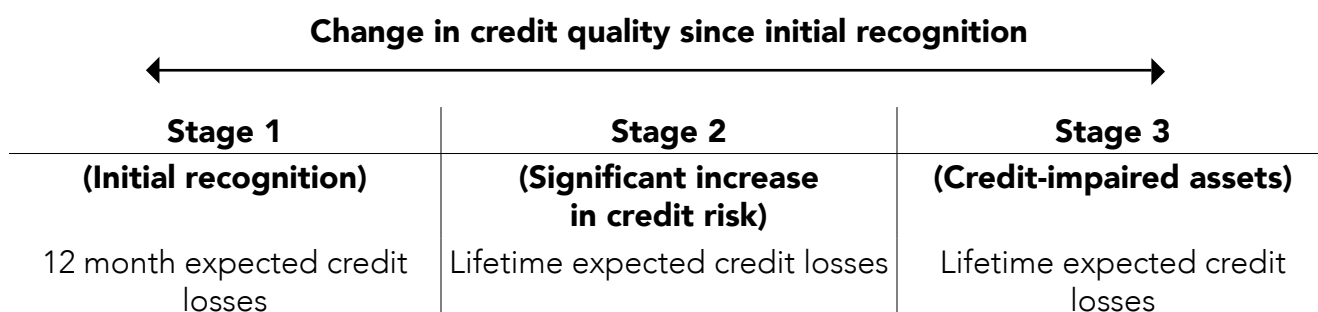 Change in credit quality since initial recognition
Stage 1
Stage 2
Stage 3
(Initial recognition)
(Significant increase
in credit risk)
(Credit-impaired assets)
12 month expected credit
losses
Lifetime expected credit losses
Lifetime expected credit
losses